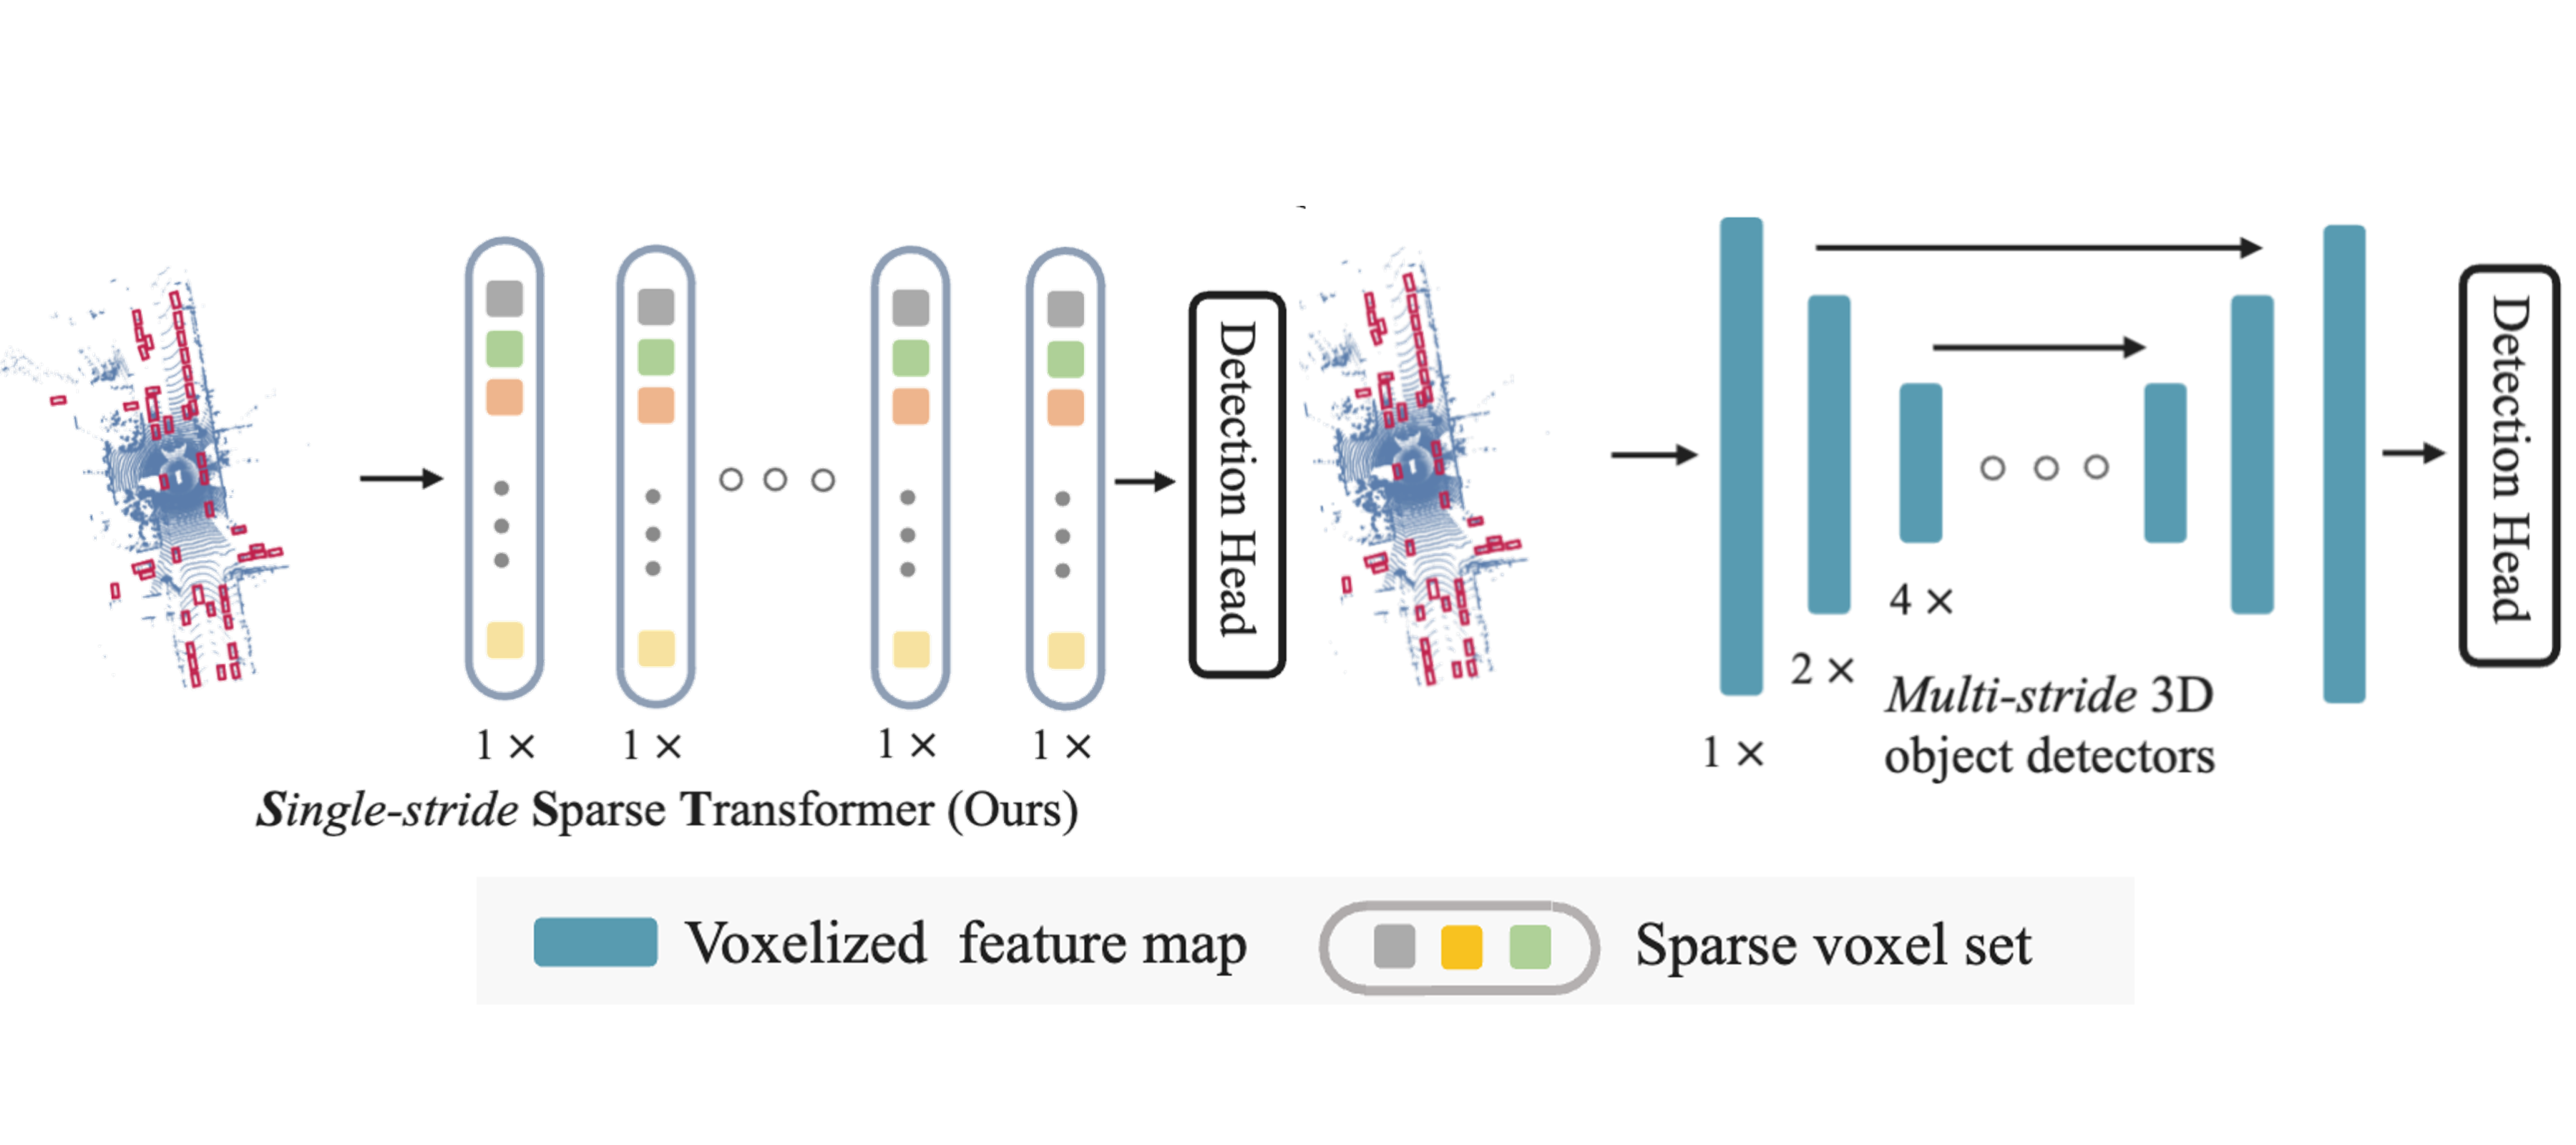 1 ×
1 ×
1 ×
1 ×
Single-stride Sparse Transformer (Ours)
Detection Head
1 ×
2 ×
4 ×
Multi-stride 3D
object detectors
Detection Head
Voxelized feature map
Sparse voxel set